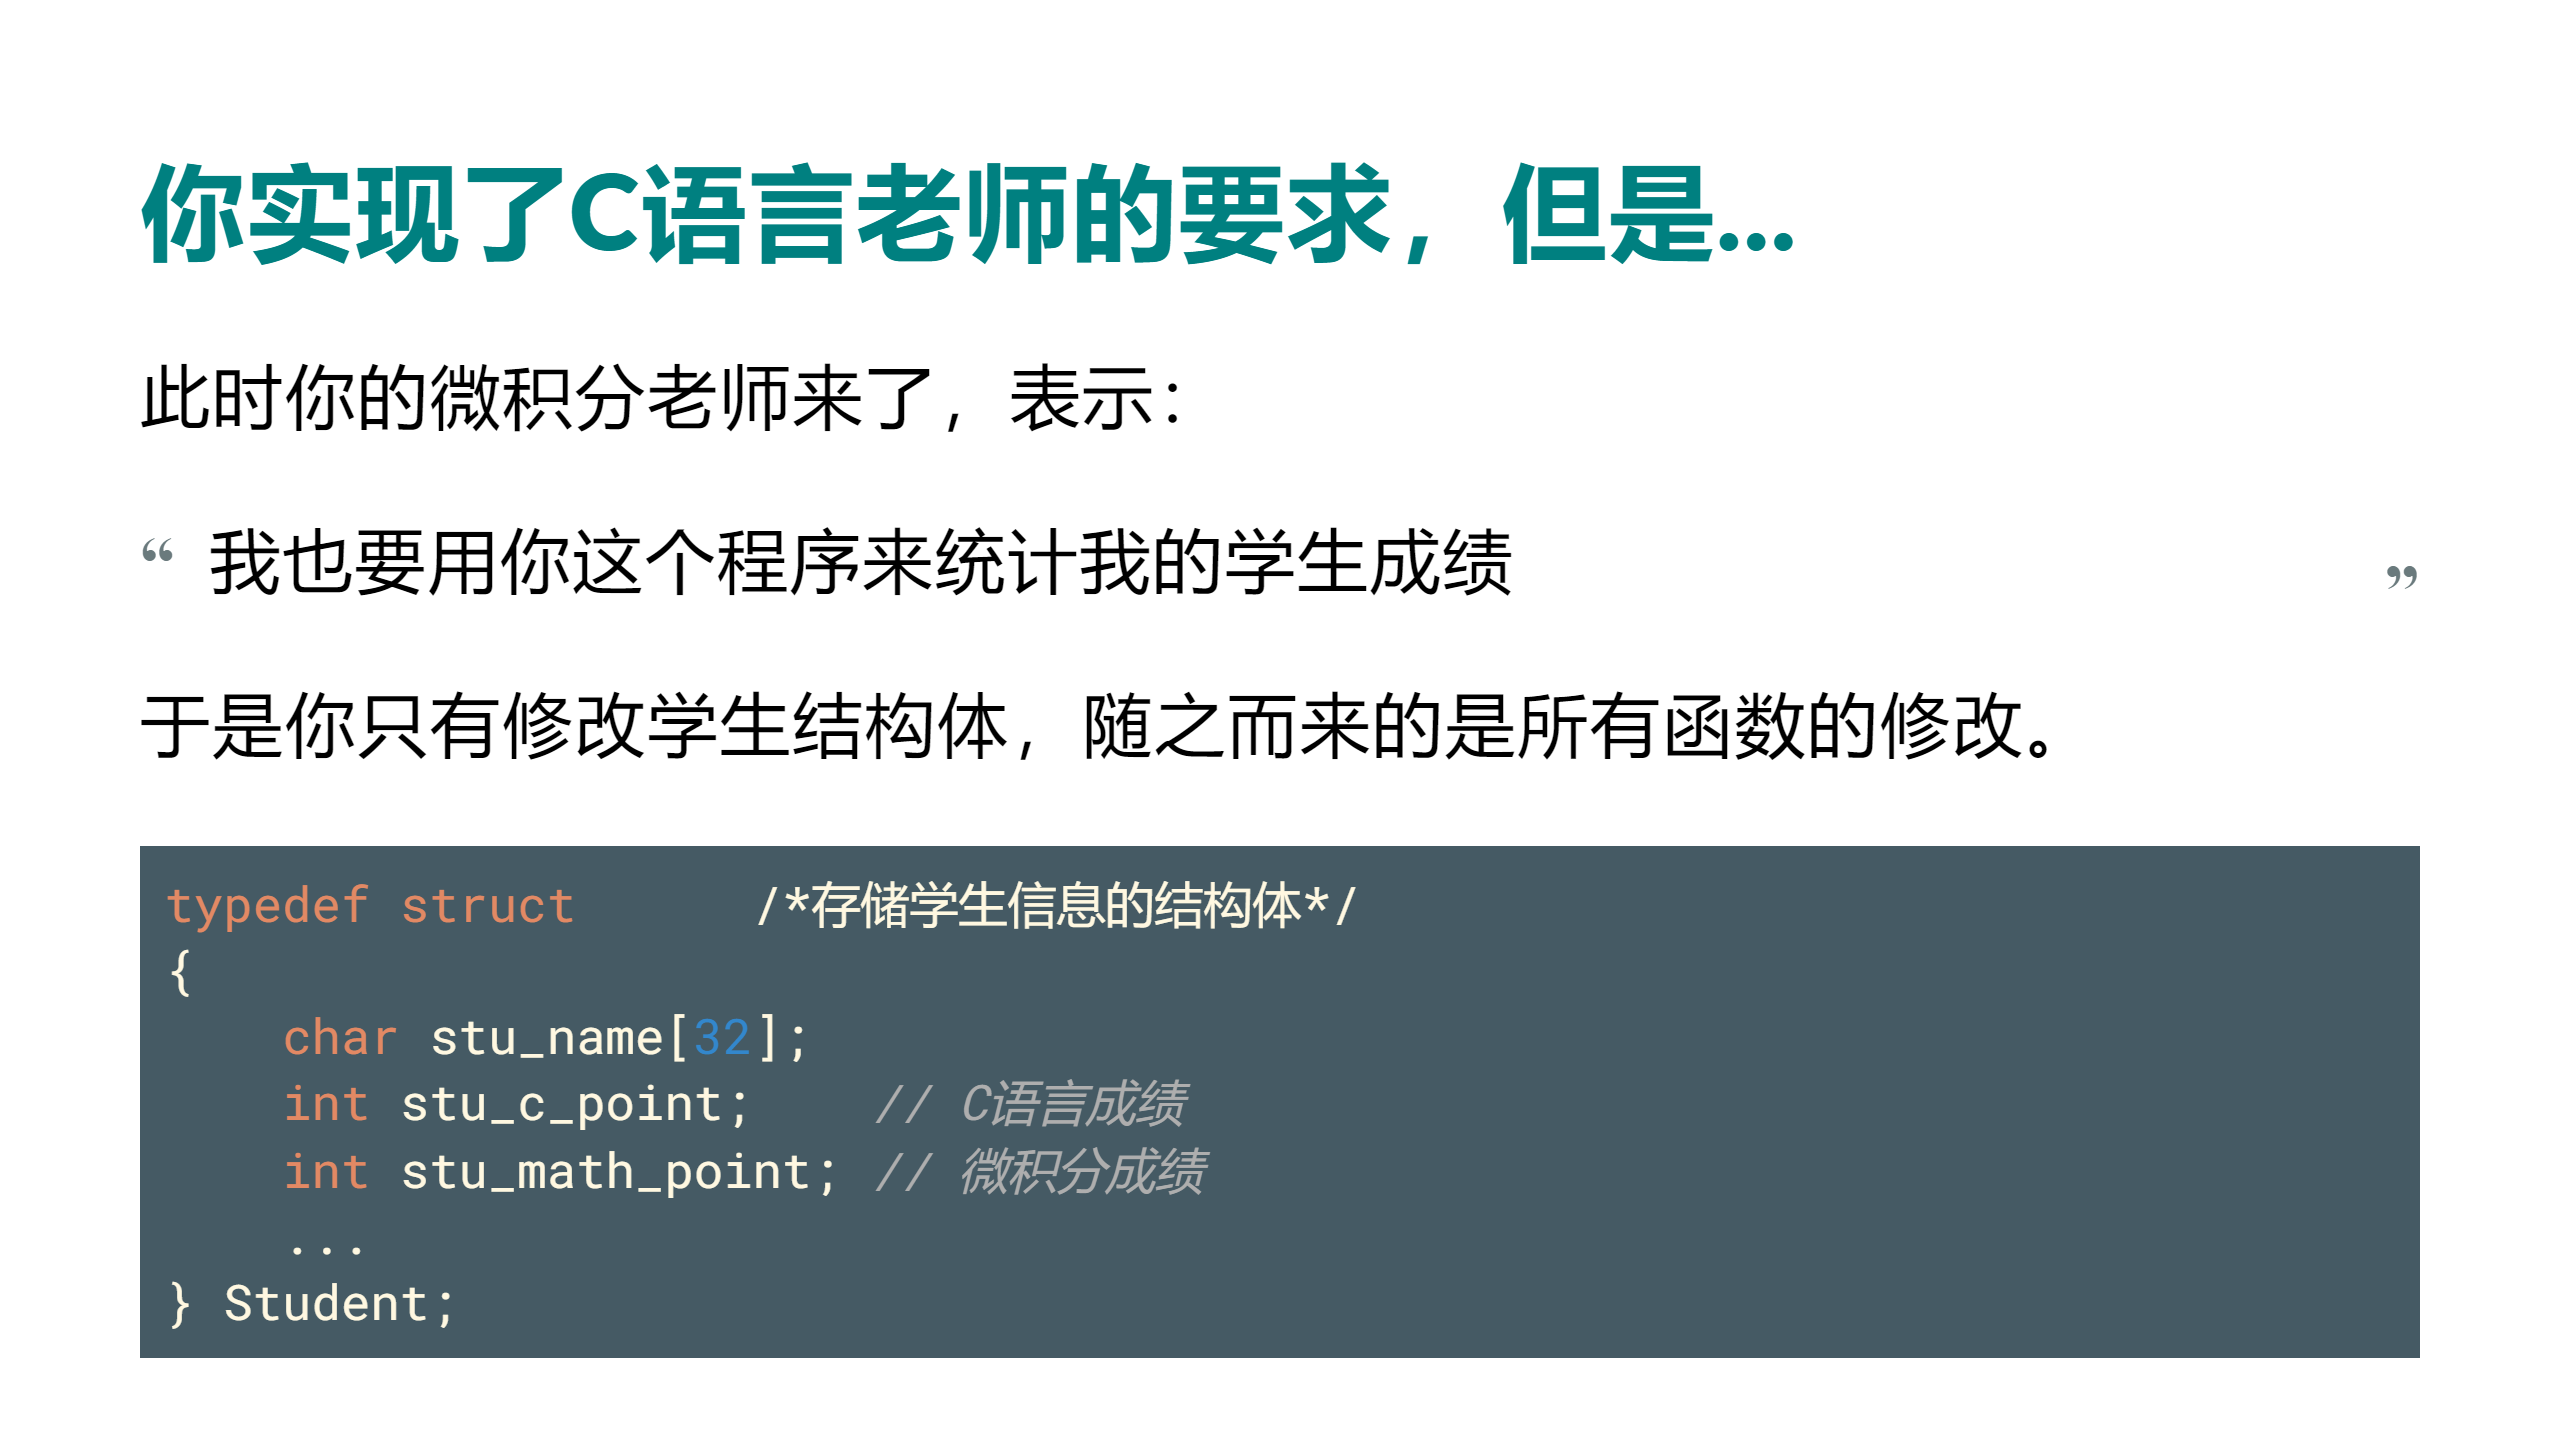 你实现了C语言老师的要求，但是...
此时你的微积分老师来了，表示：
“ 我也要用你这个程序来统计我的学生成绩 ”
于是你只有修改学生结构体，随之而来的是所有函数的修改。
typedef struct      /*存储学生信息的结构体*/
{
    char stu_name[32];
    int stu_c_point;    // C语言成绩
    int stu_math_point; // 微积分成绩
    ...
} Student;